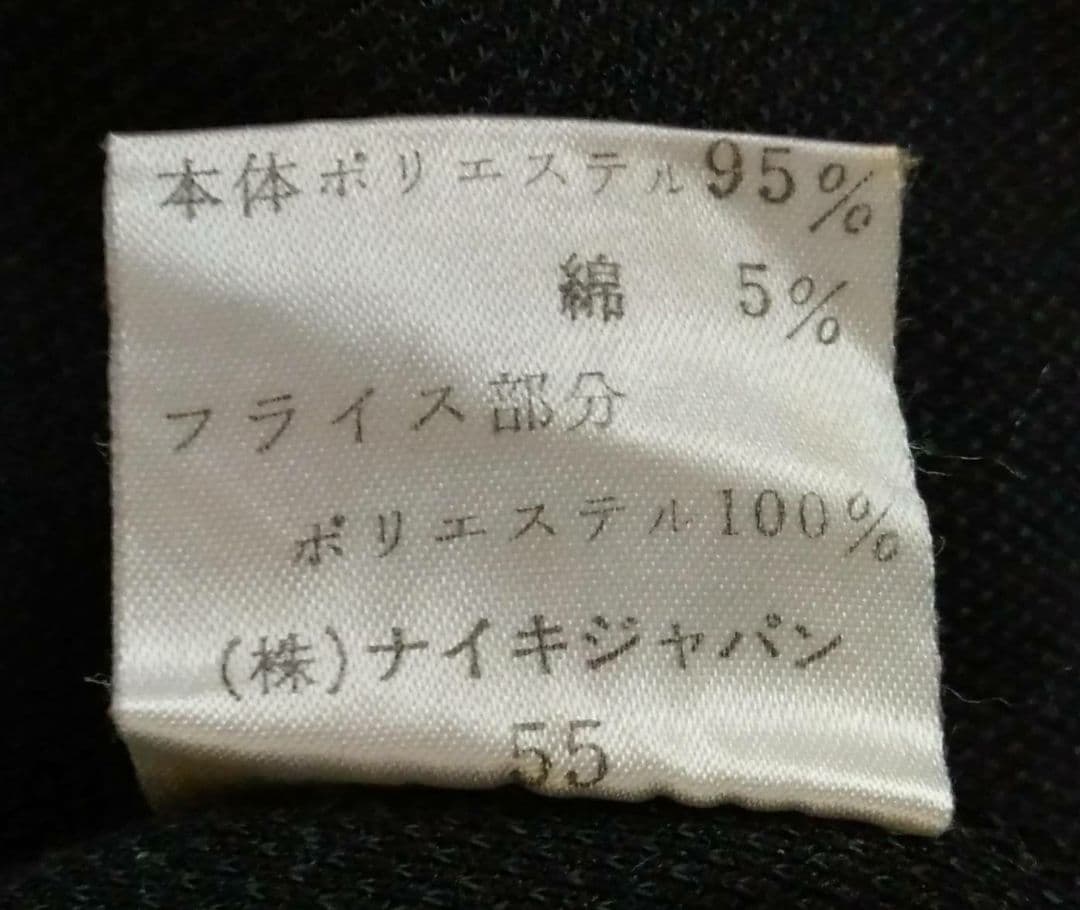 本体ポリエステル95%
綿 5%
フライス部分
ポリエステル100%
(株)ナイキジャパン
55